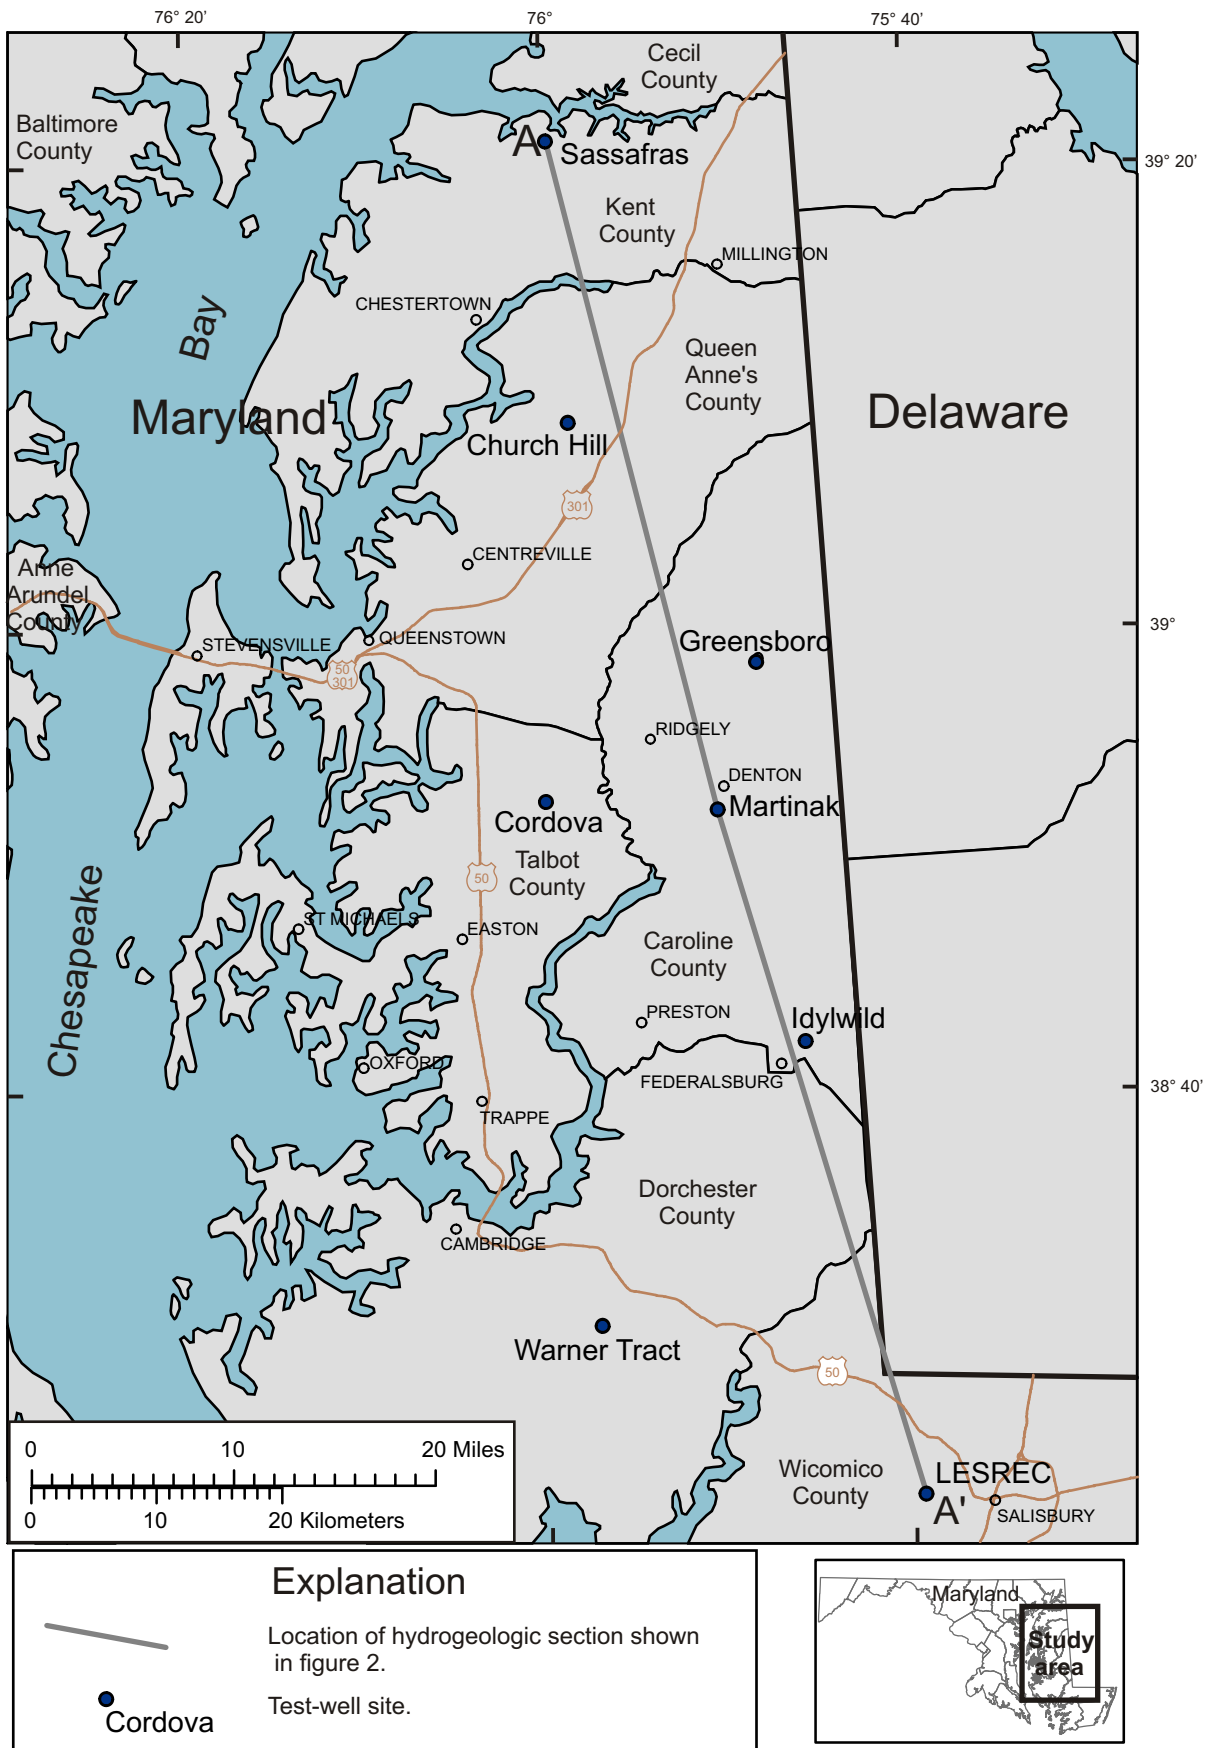 76° 20'
76°
75° 40'
Cecil
County
Baltimore
County
A
Sassafras
39° 20'
Kent
County
MILLINGTON
CHESTERTOWN
Bay
Queen
Anne's
County
Maryland
Delaware
Church Hill
301
CENTREVILLE
Anne
Arundel
County
39°
QUEENSTOWN
STEVENSVILLE
Greensboro
50
301
RIDGELY
DENTON
Martinak
Cordova
Talbot
County
50
Chesapeake
ST MICHAELS
EASTON
Caroline
County
PRESTON
Idylwild
OXFORD
FEDERALSBURG
38° 40'
TRAPPE
Dorchester
County
CAMBRIDGE
Warner Tract
50
0 10 20 Miles
0 10 20 Kilometers
Wicomico
County
LESREC
A'
SALISBURY
Explanation
Location of hydrogeologic section shown
in figure 2.
Cordova
Test-well site.
Maryland
Study
area